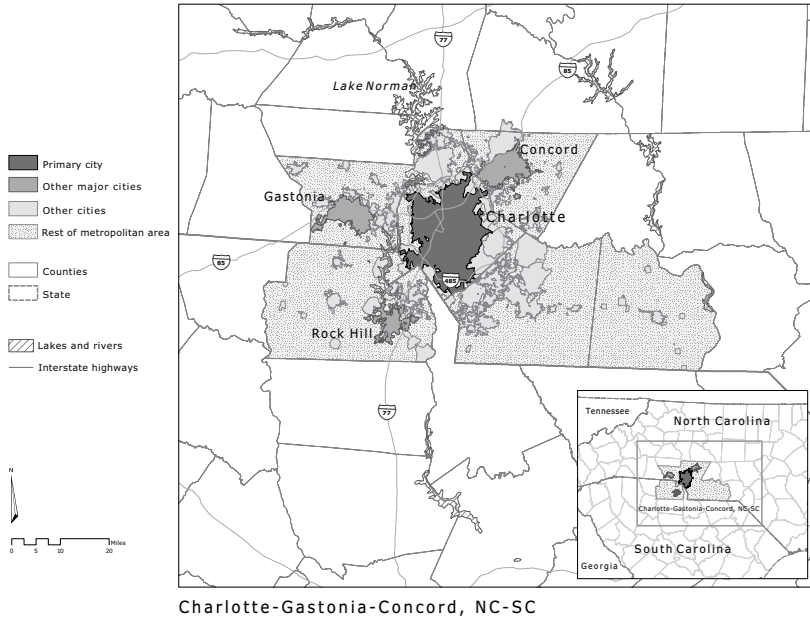 77
85
Lake Norman
Concord
Primary city
Other major cities
Gastonia
Other cities
Charlotte
Rest of metropolitan area
85
Counties
485
State
Rock Hill
Lakes and rivers
Interstate highways
77
Tennessee
North Carolina
N
Charlotte-Gastonia-Concord, NC-SC
Miles
0 5 10 20
South Carolina
Georgia
Charlotte-Gastonia-Concord, NC-SC